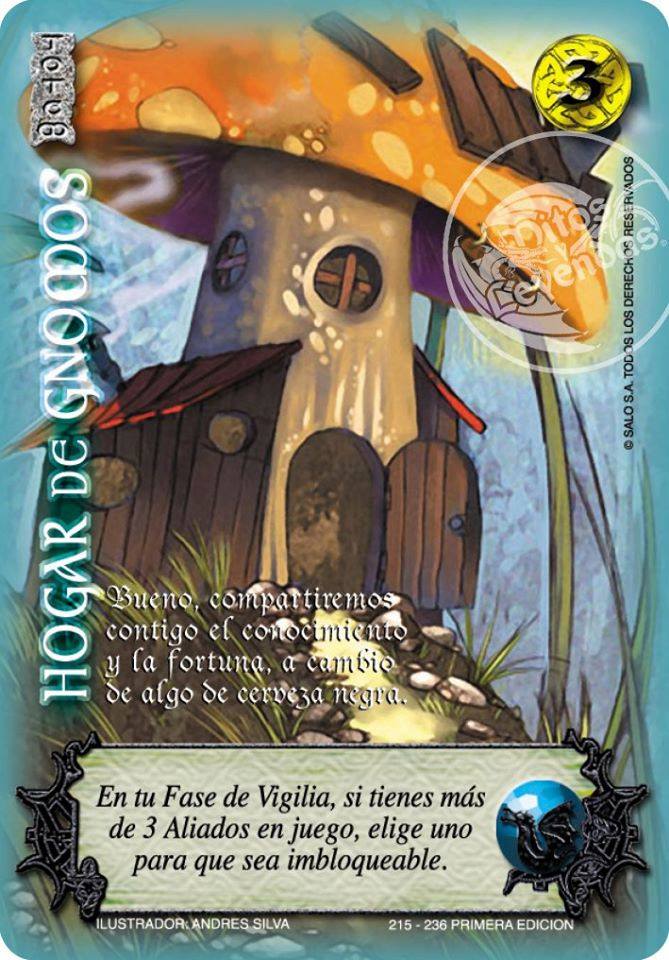 3
HOGAR DE GNOMOS
mitos
y leyendas
© SALO S.A. TODOS LOS DERECHOS RESERVADOS
Bueno, compartiremos
contigo el conocimiento
y la fortuna, a cambio
de algo de cerveza negra.
En tu Fase de Vigilia, si tienes más
de 3 Aliados en juego, elige uno
para que sea imbloqueable.
ILUSTRADOR: ANDRES SILVA
215 - 236 PRIMERA EDICION